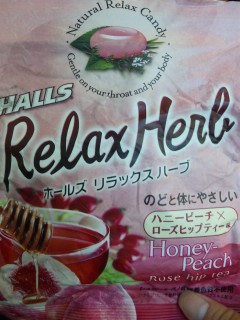 Natural Relax Candy
Gentle on your throat and your body
HALLS
Relax Herb
ホールズ リラックスハーブ
のどと体にやさしい
ハニーピーチ×
ローズヒップティー味
Honey-
Peach
Rose hip tea